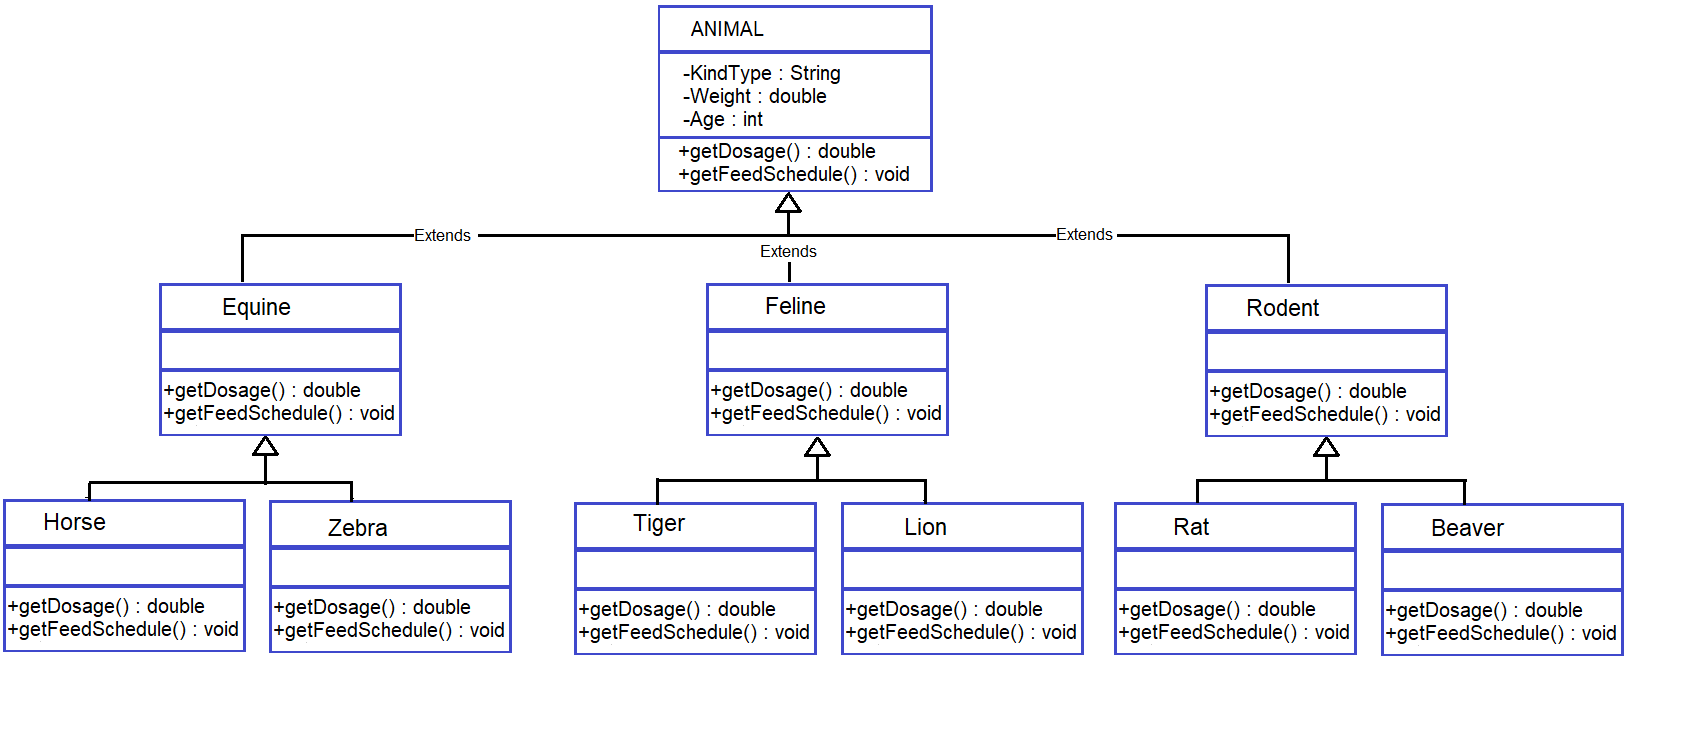 ANIMAL
-KindType : String
-Weight : double
-Age : int
+getDosage() : double
+getFeedSchedule() : void
Extends
Extends
Extends
Equine
+getDosage() : double
+getFeedSchedule() : void
Feline
+getDosage() : double
+getFeedSchedule() : void
Rodent
+getDosage() : double
+getFeedSchedule() : void
Horse
+getDosage() : double
+getFeedSchedule() : void
Zebra
+getDosage() : double
+getFeedSchedule() : void
Tiger
+getDosage() : double
+getFeedSchedule() : void
Lion
+getDosage() : double
+getFeedSchedule() : void
Rat
+getDosage() : double
+getFeedSchedule() : void
Beaver
+getDosage() : double
+getFeedSchedule() : void